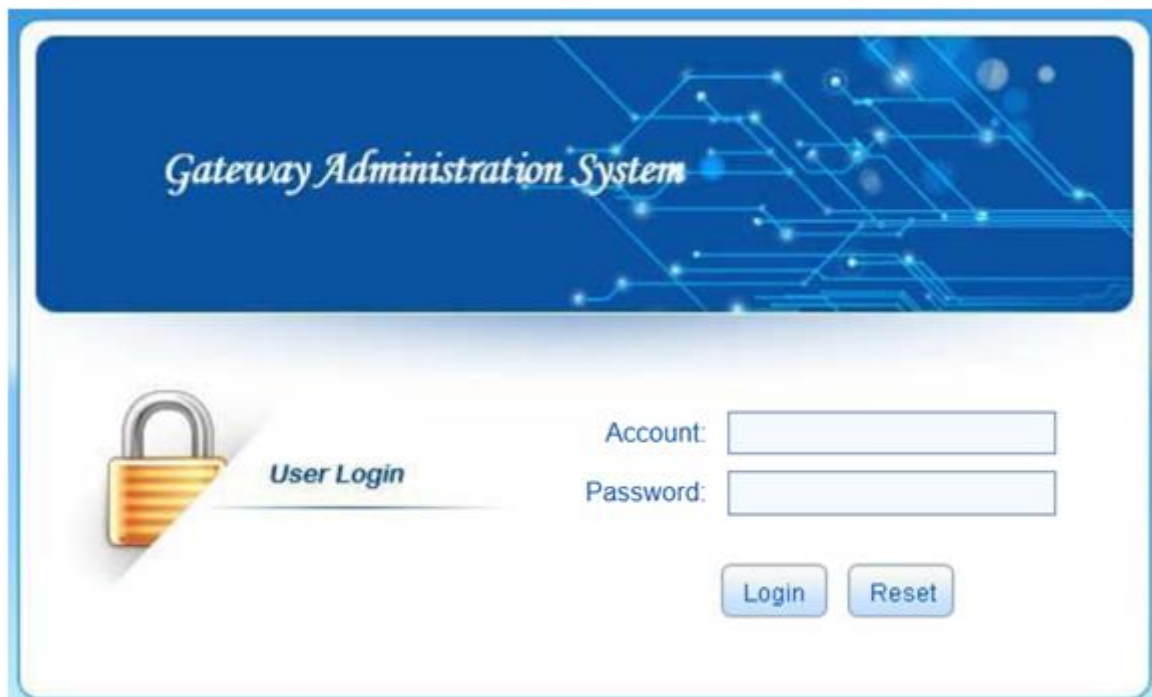 Gateway Administration System
User Login
Account:
Password:
Login
Reset